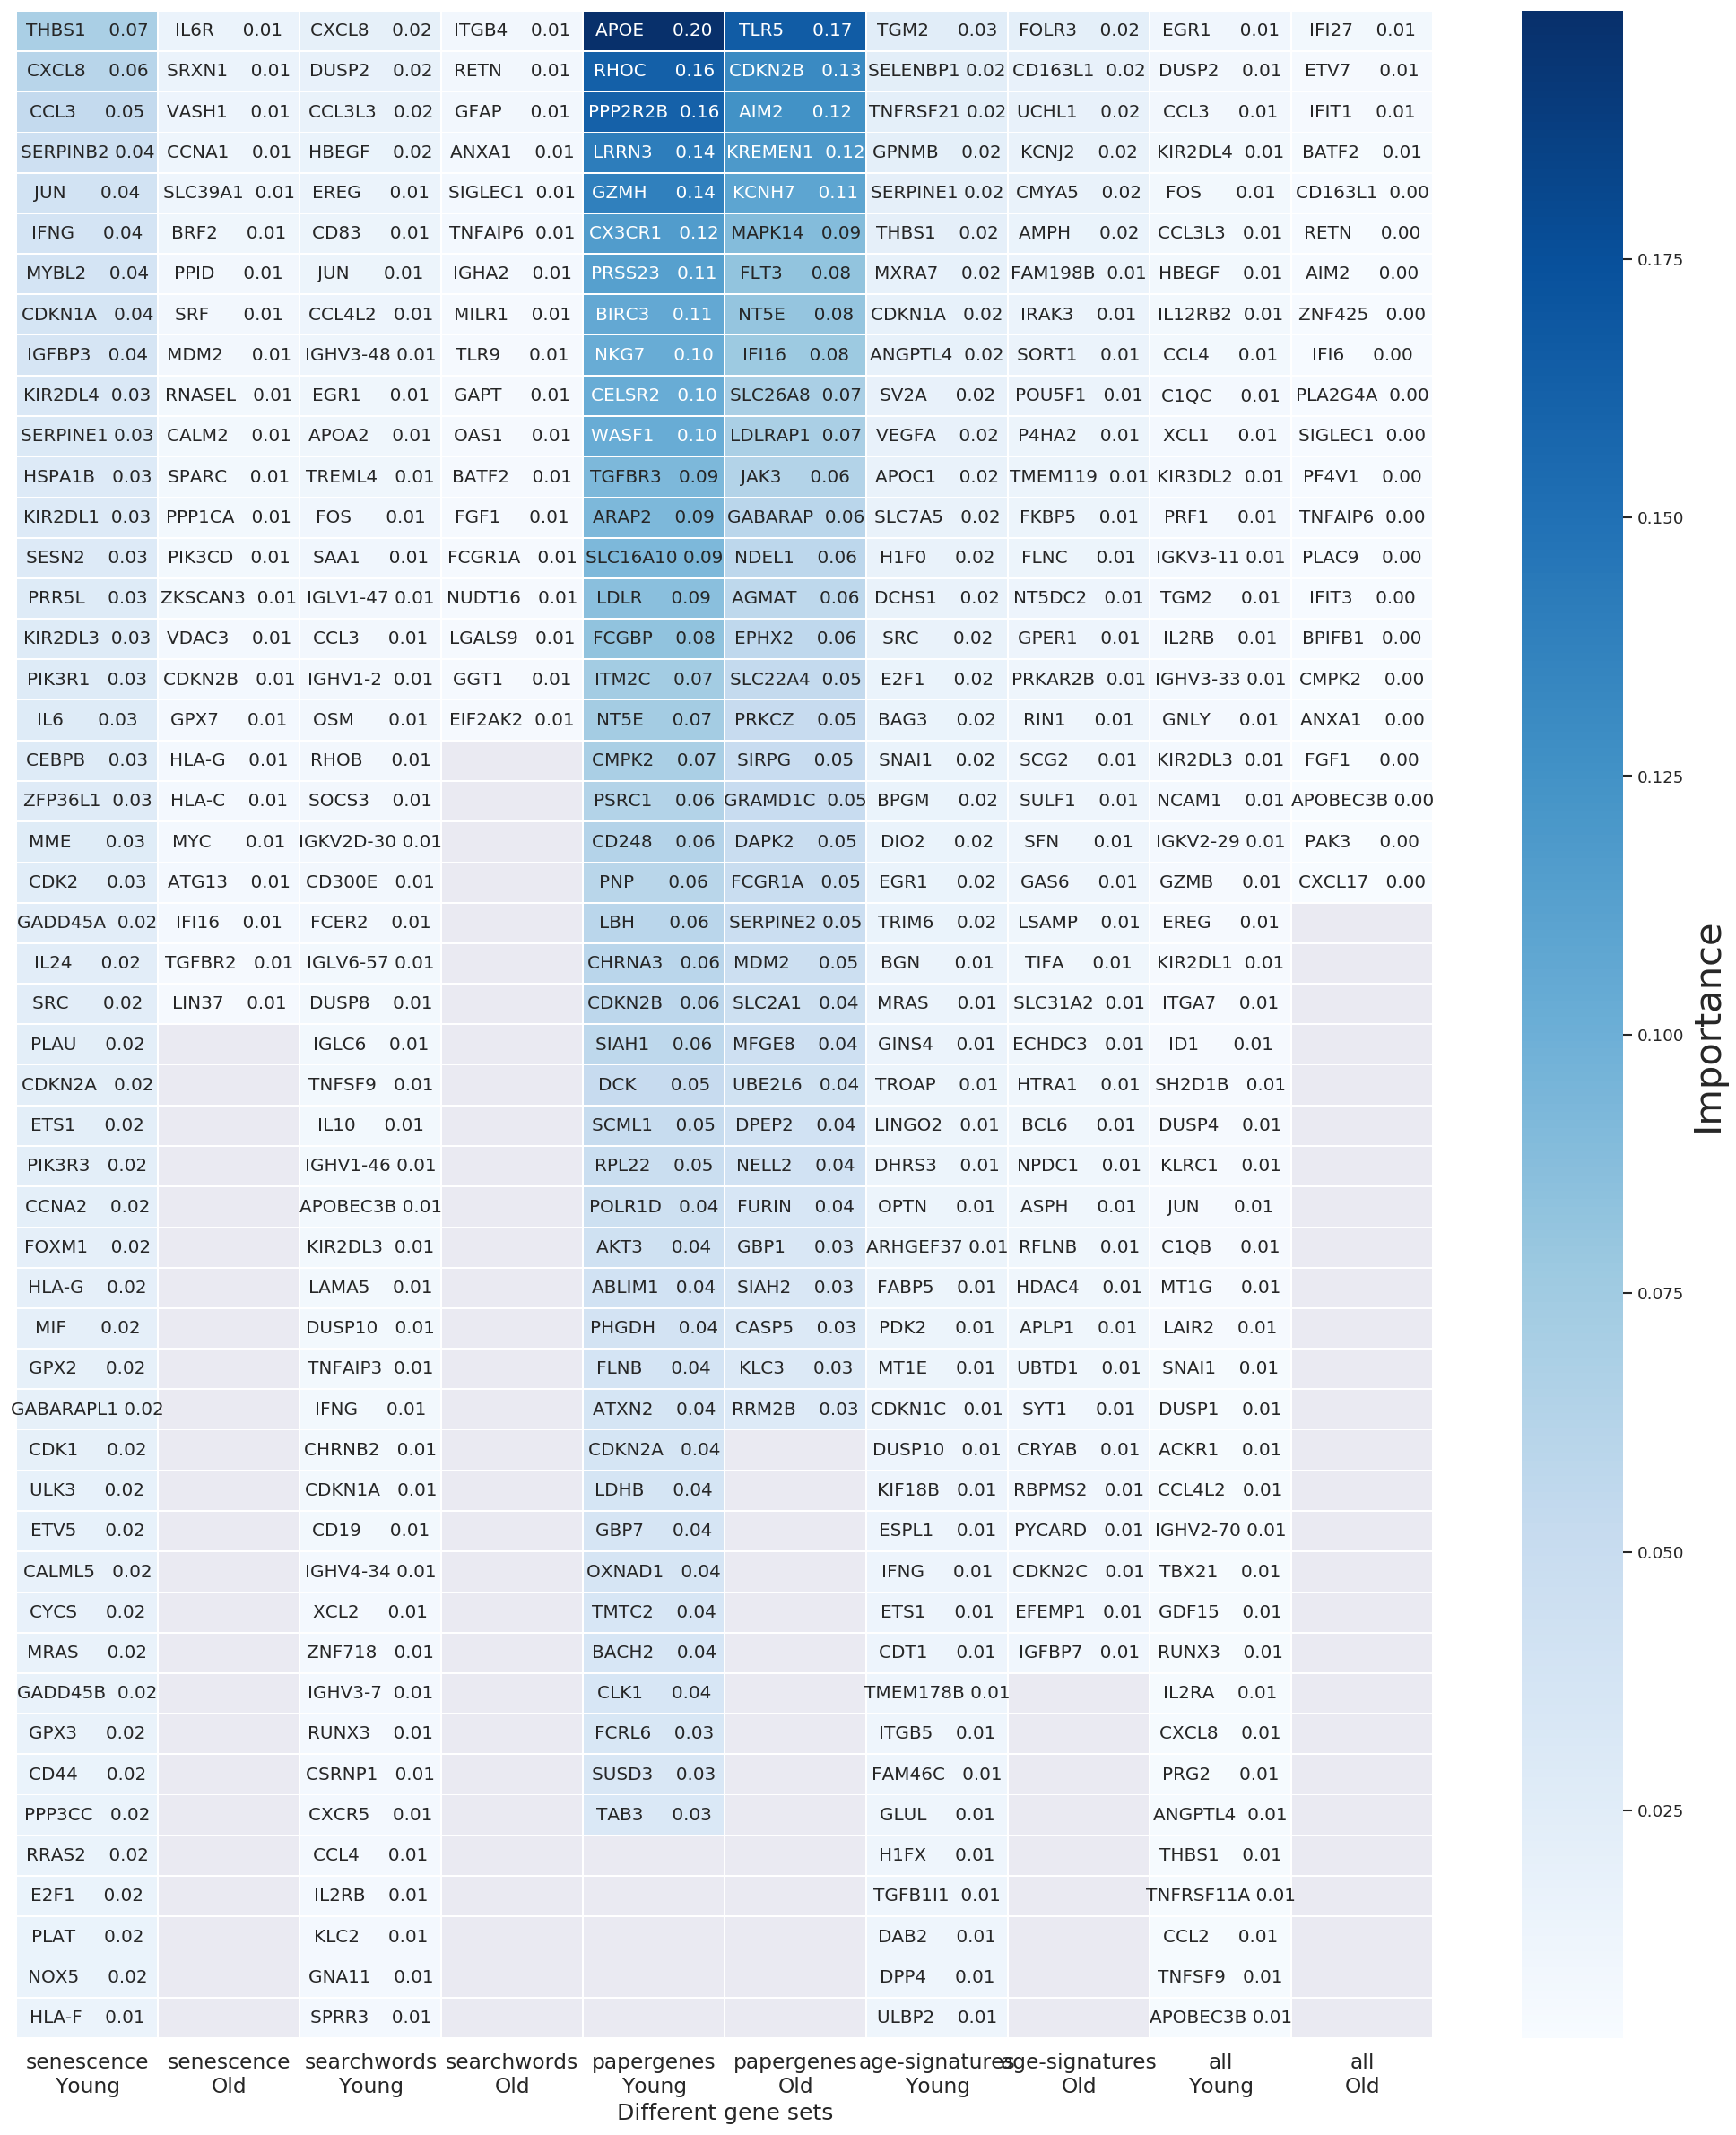 THBS1 0.07 IL6R 0.01 CXCL8 0.02 ITGB4 0.01 APOE 0.20 TLR5 0.17 TGM2 0.03 FOLR3 0.02 EGR1 0.01 IFI27 0.01
CXCL8 0.06 SRXN1 0.01 DUSP2 0.02 RETN 0.01 RHOC 0.16 CDKN2B 0.13 SELENBP1 0.02 CD163L1 0.02 DUSP2 0.01 ETV7 0.01
CCL3 0.05 VASH1 0.01 CCL3L3 0.02 GFAP 0.01 PPP2R2B 0.16 AIM2 0.12 TNFRSF21 0.02 UCHL1 0.02 CCL3 0.01 IFIT1 0.01
SERPINB2 0.04 CCNA1 0.01 HBEGF 0.02 ANXA1 0.01 LRRN3 0.14 KREMEN1 0.12 GPNMB 0.02 KCNJ2 0.02 KIR2DL4 0.01 BATF2 0.01
JUN 0.04 SLC39A1 0.01 EREG 0.01 SIGLEC1 0.01 GZMH 0.14 KCNH7 0.11 SERPINE1 0.02 CMYA5 0.02 FOS 0.01 CD163L1 0.00
IFNG 0.04 BRF2 0.01 CD83 0.01 TNFAIP6 0.01 CX3CR1 0.12 MAPK14 0.09 THBS1 0.02 AMPH 0.02 CCL3L3 0.01 RETN 0.00
MYBL2 0.04 PPID 0.01 JUN 0.01 IGHA2 0.01 PRSS23 0.11 FLT3 0.08 MXRA7 0.02 FAM198B 0.01 HBEGF 0.01 AIM2 0.00
CDKN1A 0.04 SRF 0.01 CCL4L2 0.01 MILR1 0.01 BIRC3 0.11 NT5E 0.08 CDKN1A 0.02 IRAK3 0.01 IL12RB2 0.01 ZNF425 0.00
IGFBP3 0.04 MDM2 0.01 IGHV3-48 0.01 TLR9 0.01 NKG7 0.10 IFI16 0.08 ANGPTL4 0.02 SORT1 0.01 CCL4 0.01 IFI6 0.00
KIR2DL4 0.03 RNASEL 0.01 EGR1 0.01 GAPT 0.01 CELSR2 0.10 SLC26A8 0.07 SV2A 0.02 POU5F1 0.01 C1QC 0.01 PLA2G4A 0.00
SERPINE1 0.03 CALM2 0.01 APOA2 0.01 OAS1 0.01 WASF1 0.10 LDLRAP1 0.07 VEGFA 0.02 P4HA2 0.01 XCL1 0.01 SIGLEC1 0.00
HSPA1B 0.03 SPARC 0.01 TREML4 0.01 BATF2 0.01 TGFBR3 0.09 JAK3 0.06 APOC1 0.02 TMEM119 0.01 KIR3DL2 0.01 PF4V1 0.00
KIR2DL1 0.03 PPP1CA 0.01 FOS 0.01 FGF1 0.01 ARAP2 0.09 GABARAP 0.06 SLC7A5 0.02 FKBP5 0.01 PRF1 0.01 TNFAIP6 0.00
SESN2 0.03 PIK3CD 0.01 SAA1 0.01 FCGR1A 0.01 SLC16A10 0.09 NDEL1 0.06 H1F0 0.02 FLNC 0.01 IGKV3-11 0.01 PLAC9 0.00
PRR5L 0.03 ZKSCAN3 0.01 IGLV1-47 0.01 NUDT16 0.01 LDLR 0.09 AGMAT 0.06 DCHS1 0.02 NT5DC2 0.01 TGM2 0.01 IFIT3 0.00
KIR2DL3 0.03 VDAC3 0.01 CCL3 0.01 LGALS9 0.01 FCGBP 0.08 EPHX2 0.06 SRC 0.02 GPER1 0.01 IL2RB 0.01 BPIFB1 0.00
PIK3R1 0.03 CDKN2B 0.01 IGHV1-2 0.01 GGT1 0.01 ITM2C 0.07 SLC22A4 0.05 E2F1 0.02 PRKAR2B 0.01 IGHV3-33 0.01 CMPK2 0.00
IL6 0.03 GPX7 0.01 OSM 0.01 EIF2AK2 0.01 NT5E 0.07 PRKCZ 0.05 BAG3 0.02 RIN1 0.01 GNLY 0.01 ANXA1 0.00
CEBPB 0.03 HLA-G 0.01 RHOB 0.01 CMPK2 0.07 SIRPG 0.05 SNAI1 0.02 SCG2 0.01 KIR2DL3 0.01 FGF1 0.00
ZFP36L1 0.03 HLA-C 0.01 SOCS3 0.01 PSRC1 0.06 GRAMD1C 0.05 BPGM 0.02 SULF1 0.01 NCAM1 0.01 APOBEC3B 0.00
MME 0.03 MYC 0.01 IGKV2D-30 0.01 CD248 0.06 DAPK2 0.05 DIO2 0.02 SFN 0.01 IGKV2-29 0.01 PAK3 0.00
CDK2 0.03 ATG13 0.01 CD300E 0.01 PNP 0.06 FCGR1A 0.05 EGR1 0.02 GAS6 0.01 GZMB 0.01 CXCL17 0.00
GADD45A 0.02 IFI16 0.01 FCER2 0.01 LBH 0.06 SERPINE2 0.05 TRIM6 0.02 LSAMP 0.01 EREG 0.01
IL24 0.02 TGFBR2 0.01 IGLV6-57 0.01 CHRNA3 0.06 MDM2 0.05 BGN 0.01 TIFA 0.01 KIR2DL1 0.01
SRC 0.02 LIN37 0.01 DUSP8 0.01 CDKN2B 0.06 SLC2A1 0.04 MRAS 0.01 SLC31A2 0.01 ITGA7 0.01
PLAU 0.02 IGLC6 0.01 SIAH1 0.06 MFGE8 0.04 GINS4 0.01 ECHDC3 0.01 ID1 0.01
CDKN2A 0.02 TNFSF9 0.01 DCK 0.05 UBE2L6 0.04 TROAP 0.01 HTRA1 0.01 SH2D1B 0.01
ETS1 0.02 IL10 0.01 SCML1 0.05 DPEP2 0.04 LINGO2 0.01 BCL6 0.01 DUSP4 0.01
PIK3R3 0.02 IGHV1-46 0.01 RPL22 0.05 NELL2 0.04 DHRS3 0.01 NPDC1 0.01 KLRC1 0.01
CCNA2 0.02 APOBEC3B 0.01 POLR1D 0.04 FURIN 0.04 OPTN 0.01 ASPH 0.01 JUN 0.01
FOXM1 0.02 KIR2DL3 0.01 AKT3 0.04 GBP1 0.03 ARHGEF37 0.01 RFLNB 0.01 C1QB 0.01
HLA-G 0.02 LAMA5 0.01 ABLIM1 0.04 SIAH2 0.03 FABP5 0.01 HDAC4 0.01 MT1G 0.01
MIF 0.02 DUSP10 0.01 PHGDH 0.04 CASP5 0.03 PDK2 0.01 APLP1 0.01 LAIR2 0.01
GPX2 0.02 TNFAIP3 0.01 FLNB 0.04 KLC3 0.03 MT1E 0.01 UBTD1 0.01 SNAI1 0.01
GABARAPL1 0.02 IFNG 0.01 ATXN2 0.04 RRM2B 0.03 CDKN1C 0.01 SYT1 0.01 DUSP1 0.01
CDK1 0.02 CHRNB2 0.01 CDKN2A 0.04 DUSP10 0.01 CRYAB 0.01 ACKR1 0.01
ULK3 0.02 CDKN1A 0.01 LDHB 0.04 KIF18B 0.01 RBPMS2 0.01 CCL4L2 0.01
ETV5 0.02 CD19 0.01 GBP7 0.04 ESPL1 0.01 PYCARD 0.01 IGHV2-70 0.01
CALML5 0.02 IGHV4-34 0.01 OXNAD1 0.04 IFNG 0.01 CDKN2C 0.01 TBX21 0.01
CYCS 0.02 XCL2 0.01 TMTC2 0.04 ETS1 0.01 EFEMP1 0.01 GDF15 0.01
MRAS 0.02 ZNF718 0.01 BACH2 0.04 CDT1 0.01 IGFBP7 0.01 RUNX3 0.01
GADD45B 0.02 IGHV3-7 0.01 CLK1 0.04 TMEM178B 0.01 IL2RA 0.01
GPX3 0.02 RUNX3 0.01 FCRL6 0.03 ITGB5 0.01 CXCL8 0.01
CD44 0.02 CSRNP1 0.01 SUSD3 0.03 FAM46C 0.01 PRG2 0.01
PPP3CC 0.02 CXCR5 0.01 TAB3 0.03 GLUL 0.01 ANGPTL4 0.01
RRAS2 0.02 CCL4 0.01 H1FX 0.01 THBS1 0.01
E2F1 0.02 IL2RB 0.01 TGFB1I1 0.01 TNFRSF11A 0.01
PLAT 0.02 KLC2 0.01 DAB2 0.01 CCL2 0.01
NOX5 0.02 GNA11 0.01 DPP4 0.01 TNFSF9 0.01
HLA-F 0.01 SPRR3 0.01 ULBP2 0.01 APOBEC3B 0.01
senescence senescence searchwords searchwords papergenes papergenes age-signatures age-signatures all all
Young Old Young Old Young Old Young Old Young Old
Different gene sets
0.175
0.150
0.125
0.100
0.075
0.050
0.025
Importance